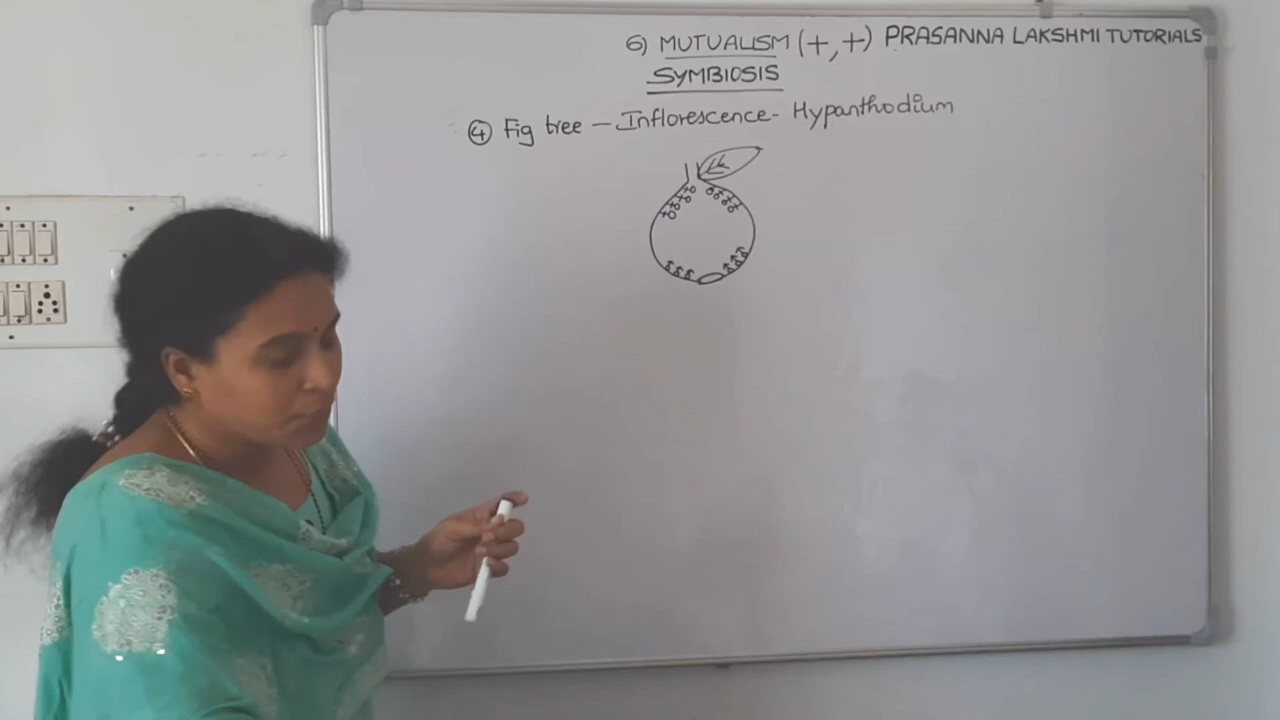 6) MUTUALISM (+,+) PRASANNA LAKSHMI TUTORIALS
SYMBIOSIS
④ Fig tree - Inflorescence - Hypanthodium